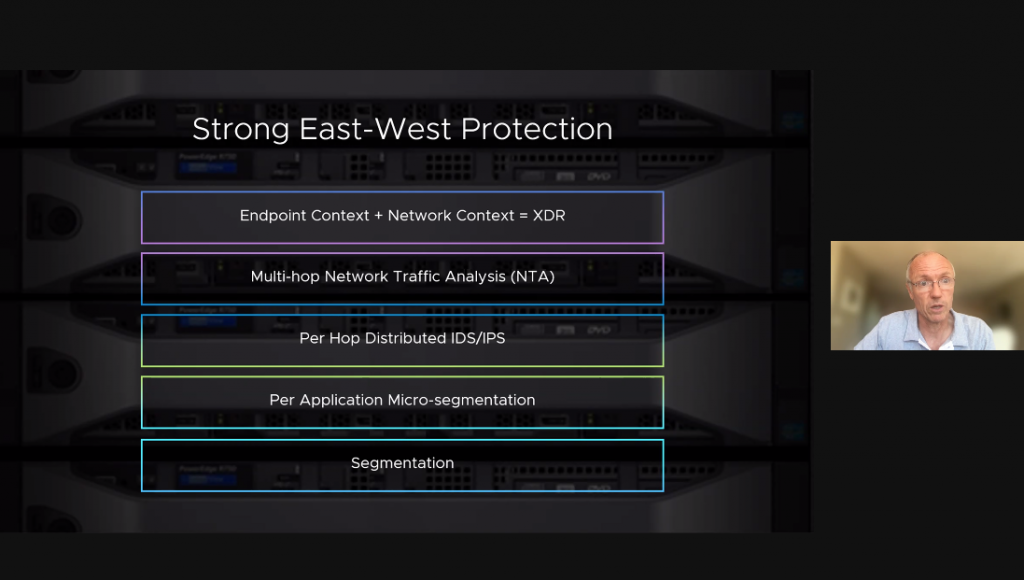 Strong East-West Protection
Endpoint Context + Network Context = XDR
Multi-hop Network Traffic Analysis (NTA)
Per Hop Distributed IDS/IPS
Per Application Micro-segmentation
Segmentation